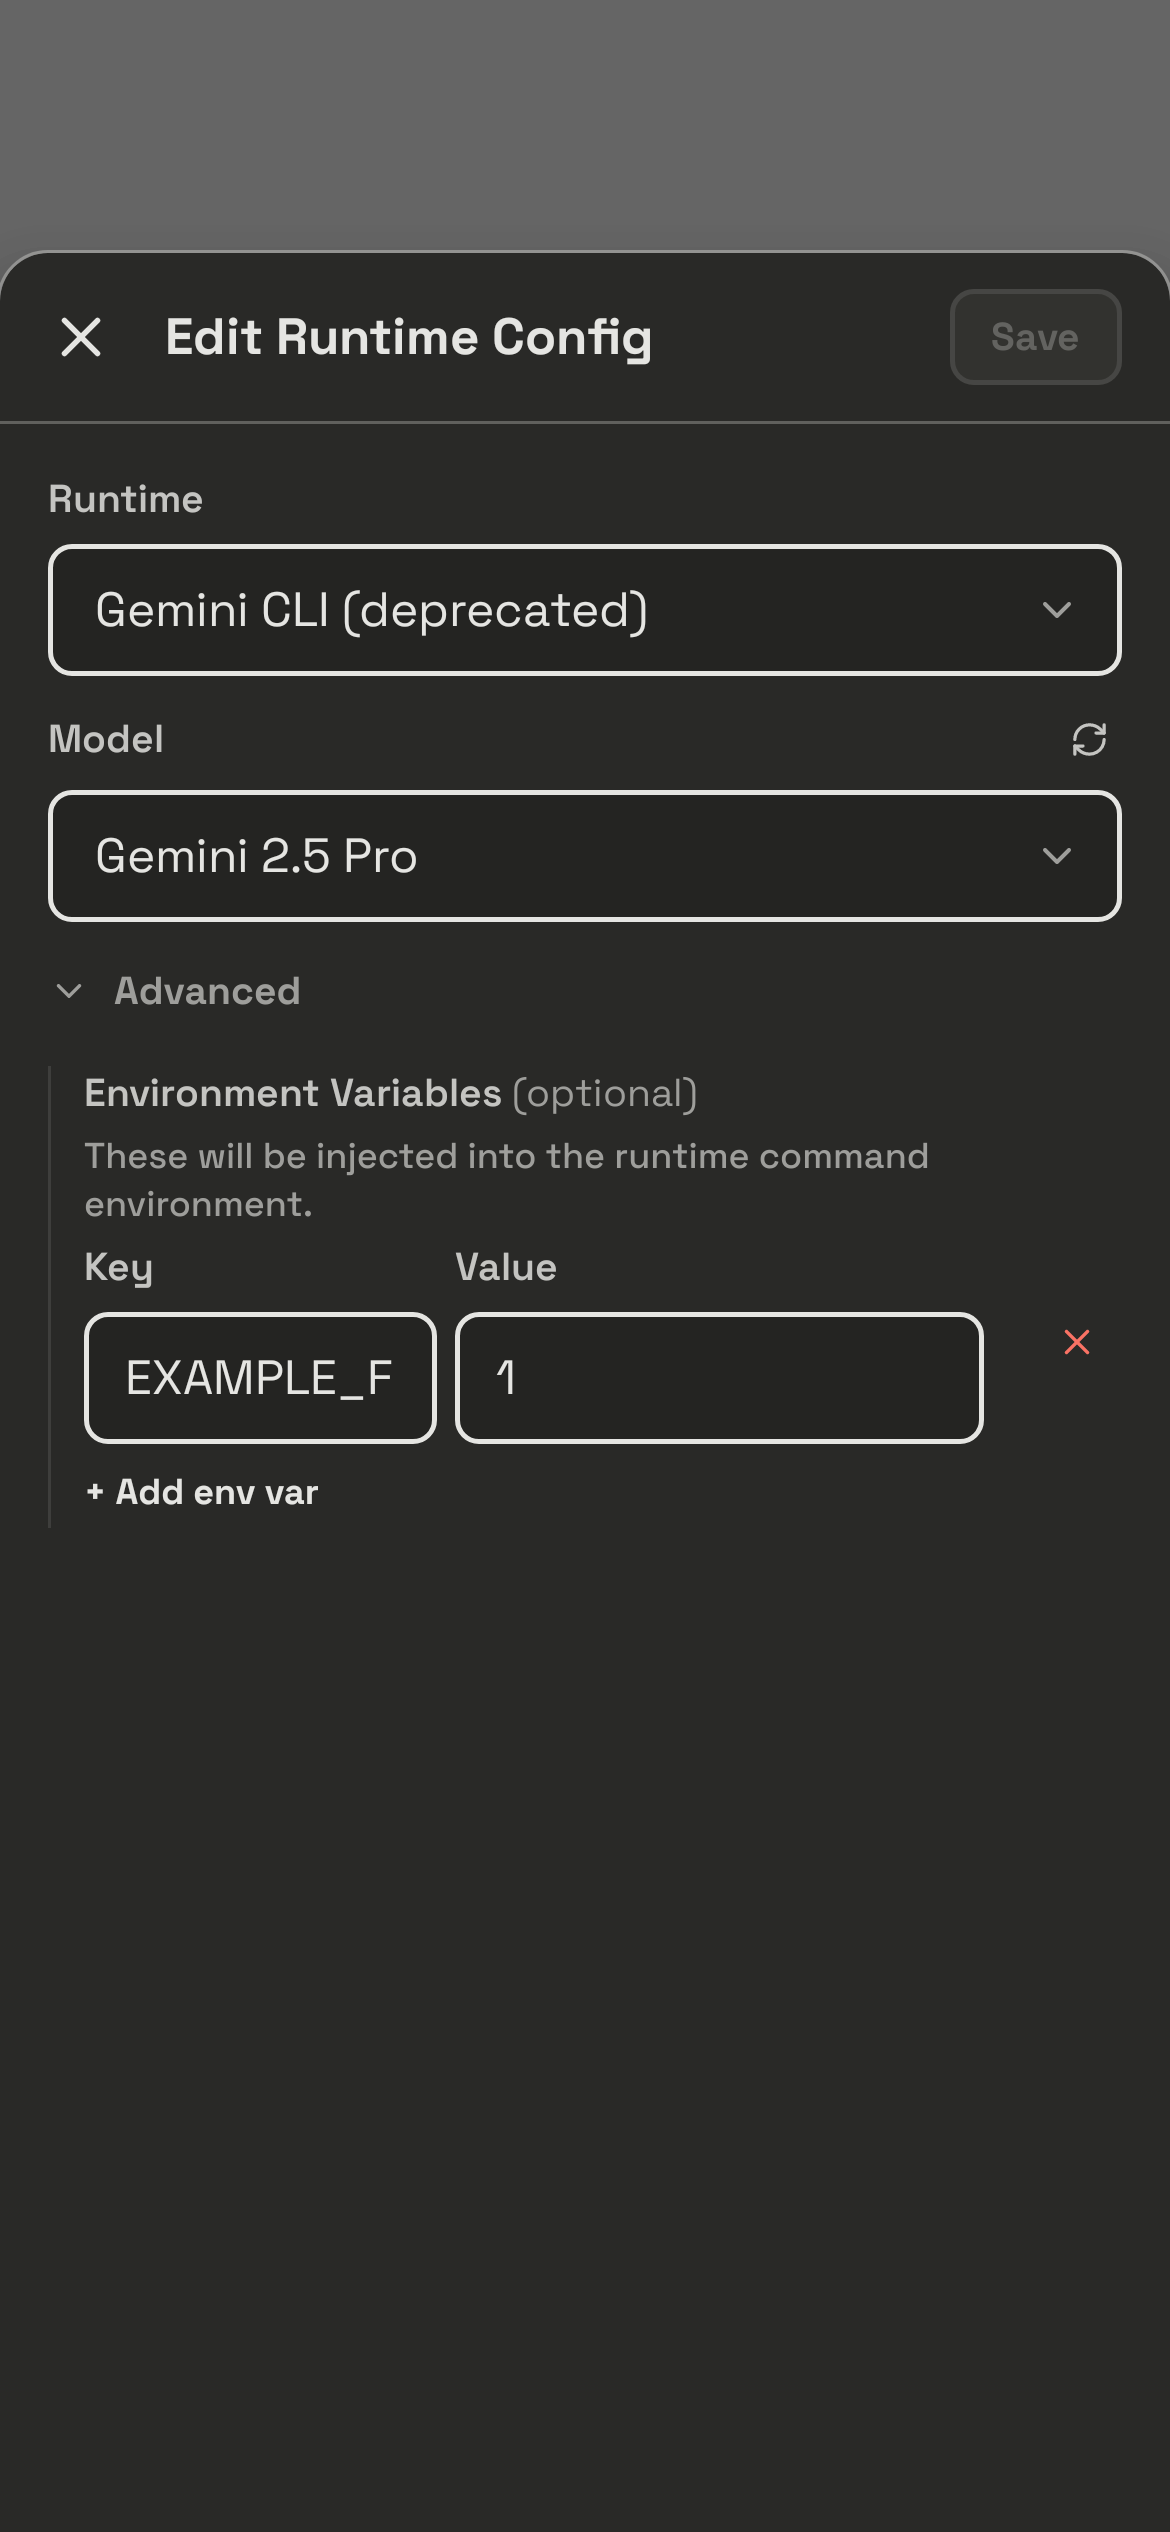 Edit Runtime Config
Save
Runtime
Gemini CLI (deprecated)
Model
Gemini 2.5 Pro
Advanced
Environment Variables (optional)
These will be injected into the runtime command
environment.
Key Value
EXAMPLE_F 1
+ Add env var